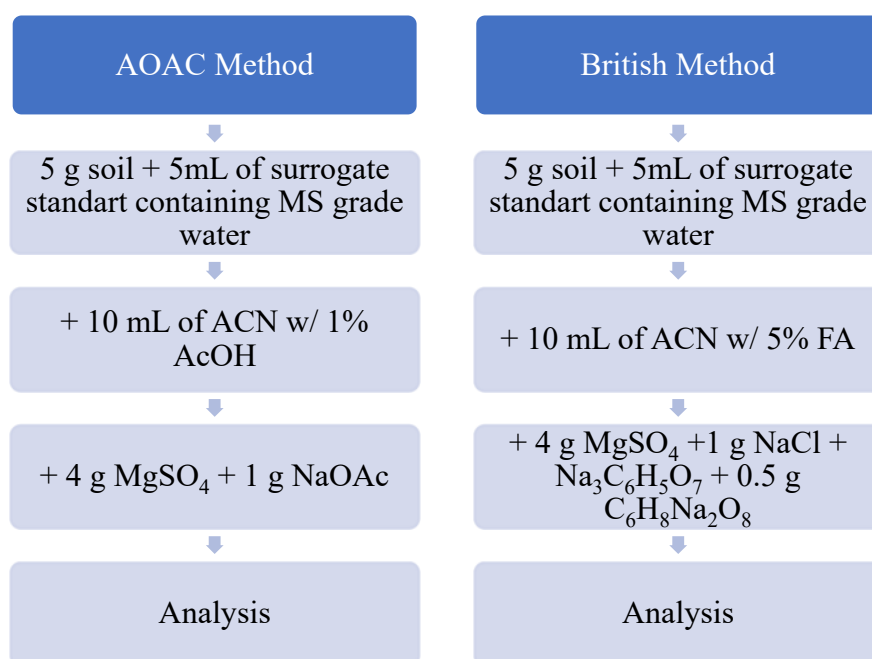 AOAC Method
5 g soil + 5mL of surrogate
standart containing MS grade
water
+ 10 mL of ACN w/ 1%
AcOH
+ 4 g MgSO₄ + 1 g NaOAc
Analysis
British Method
5 g soil + 5mL of surrogate
standart containing MS grade
water
+ 10 mL of ACN w/ 5% FA
+ 4 g MgSO₄ +1 g NaCl +
Na₃C₆H₅O₇ + 0.5 g
C₆H₈Na₂O₈
Analysis